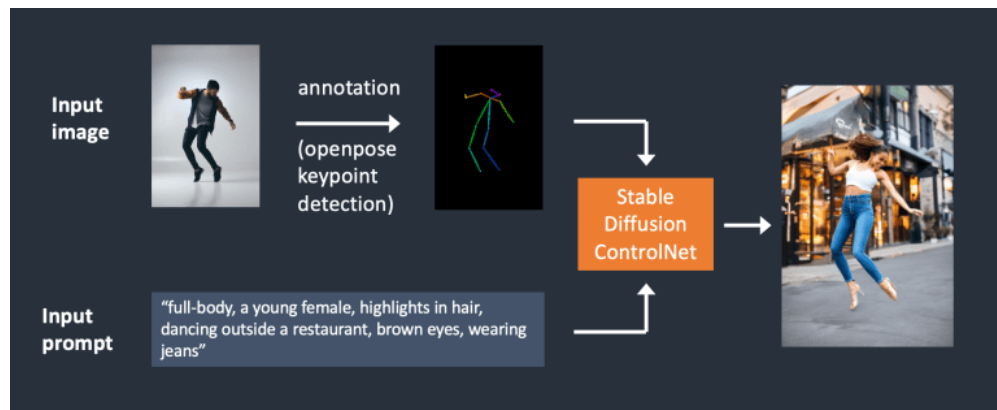 Input
image
annotation
(openpose
keypoint
detection)
Stable
Diffusion
ControlNet
Input
prompt
“full-body, a young female, highlights in hair,
dancing outside a restaurant, brown eyes, wearing
jeans”